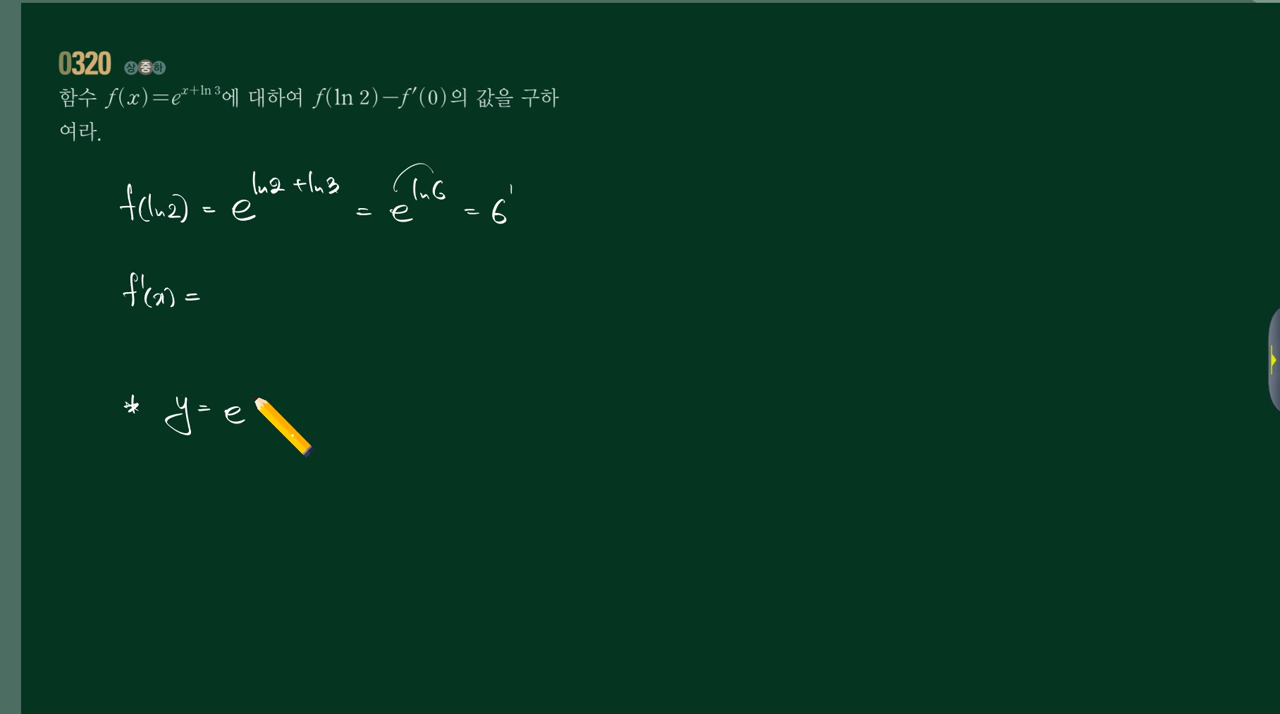 0320 상중하
함수 f(x)=e^{x+ln 3}에 대하여 f(ln 2)-f′(0)의 값을 구하
여라.
f(ln2) = e^{ln2+ln3} = e^{ln6} = 6^1
f'(x) =
* y = e